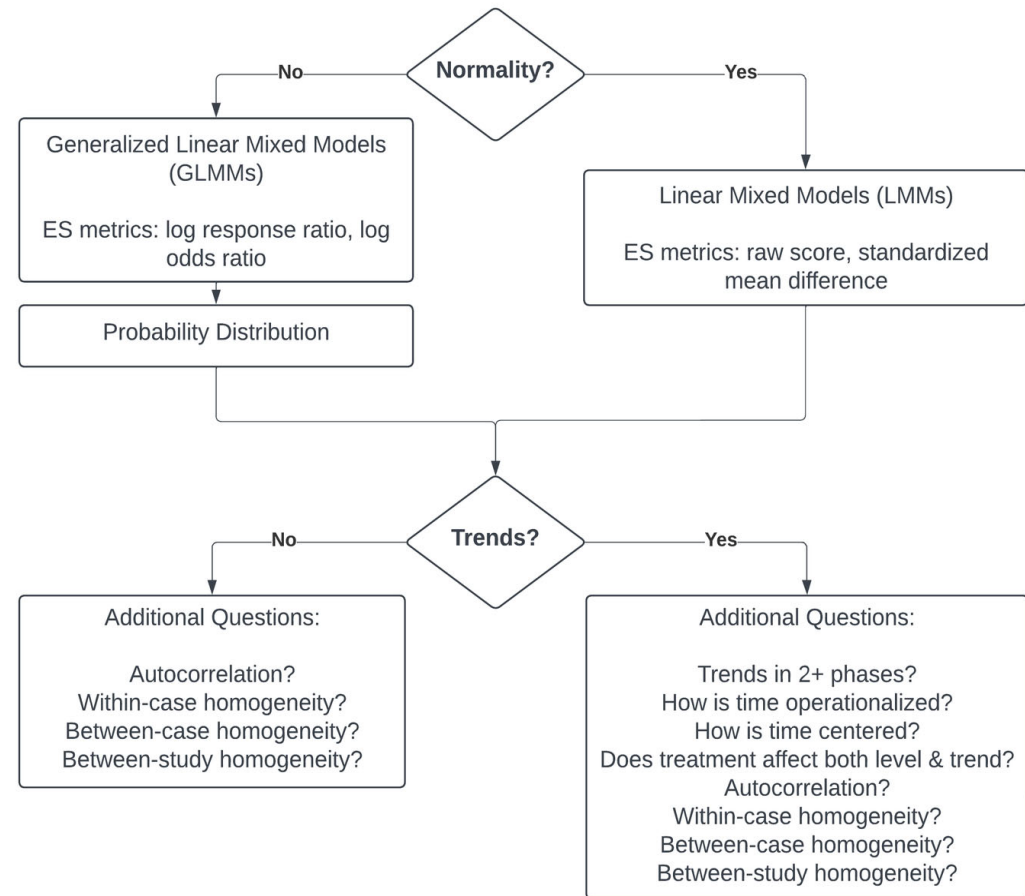 Normality?
No
Yes
Generalized Linear Mixed Models
(GLMMs)
ES metrics: log response ratio, log
odds ratio
Linear Mixed Models (LMMs)
ES metrics: raw score, standardized
mean difference
Probability Distribution
Trends?
No
Yes
Additional Questions:
Autocorrelation?
Within-case homogeneity?
Between-case homogeneity?
Between-study homogeneity?
Additional Questions:
Trends in 2+ phases?
How is time operationalized?
How is time centered?
Does treatment affect both level & trend?
Autocorrelation?
Within-case homogeneity?
Between-case homogeneity?
Between-study homogeneity?